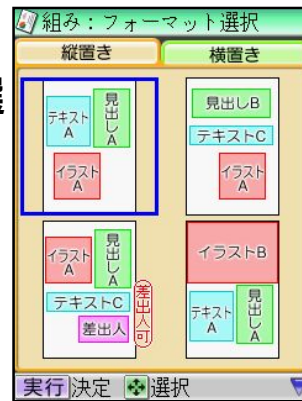 組み：フォーマット選択
縦置き
横置き
テキストA
見出しA
イラストA
見出しB
テキストC
イラストA
イラストA
見出しA
テキストC
差出人
差出人可
イラストB
テキストA
見出しA
実行 決定 選択